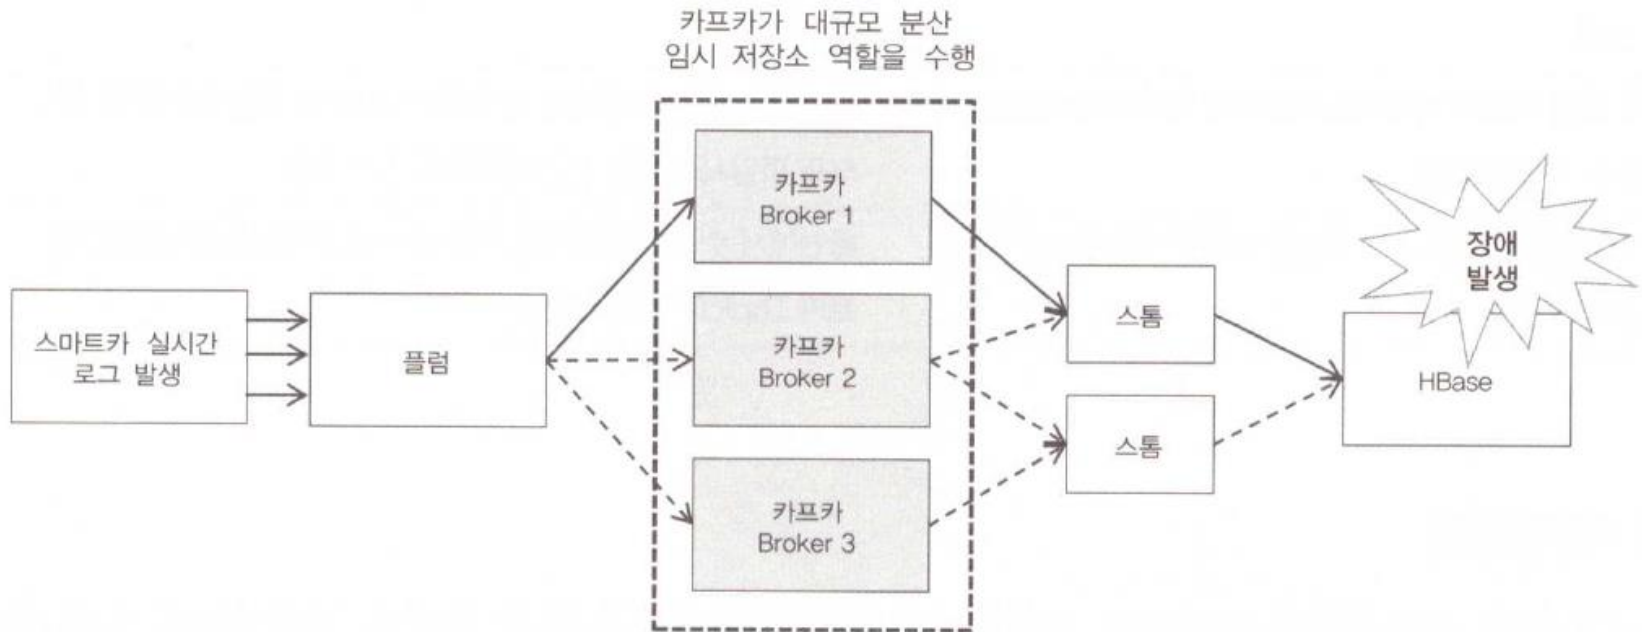 카프카가 대규모 분산
임시 저장소 역할을 수행
카프카
Broker 1
장애
발생
스마트카 실시간
로그 발생
플럼
카프카
Broker 2
스톰
HBase
스톰
카프카
Broker 3